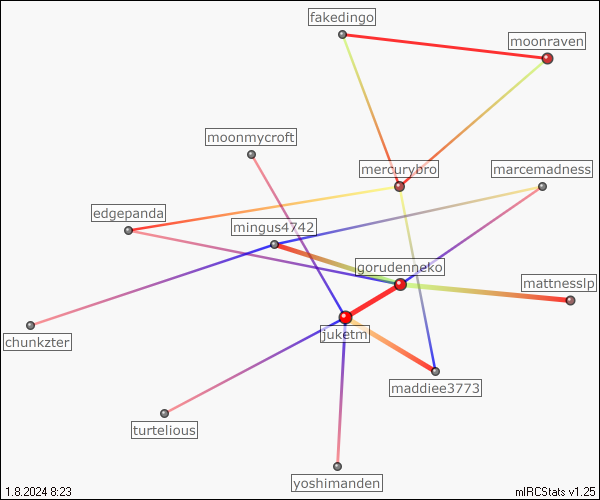 fakedingo
moonraven
moonmycroft
mercurybro
marcemadness
edgepanda
mingus4742
gorudenneko
mattnesslp
juketm
chunkzter
maddiee3773
turtelious
yoshimanden
1.8.2024 8:23
mIRCStats v1.25